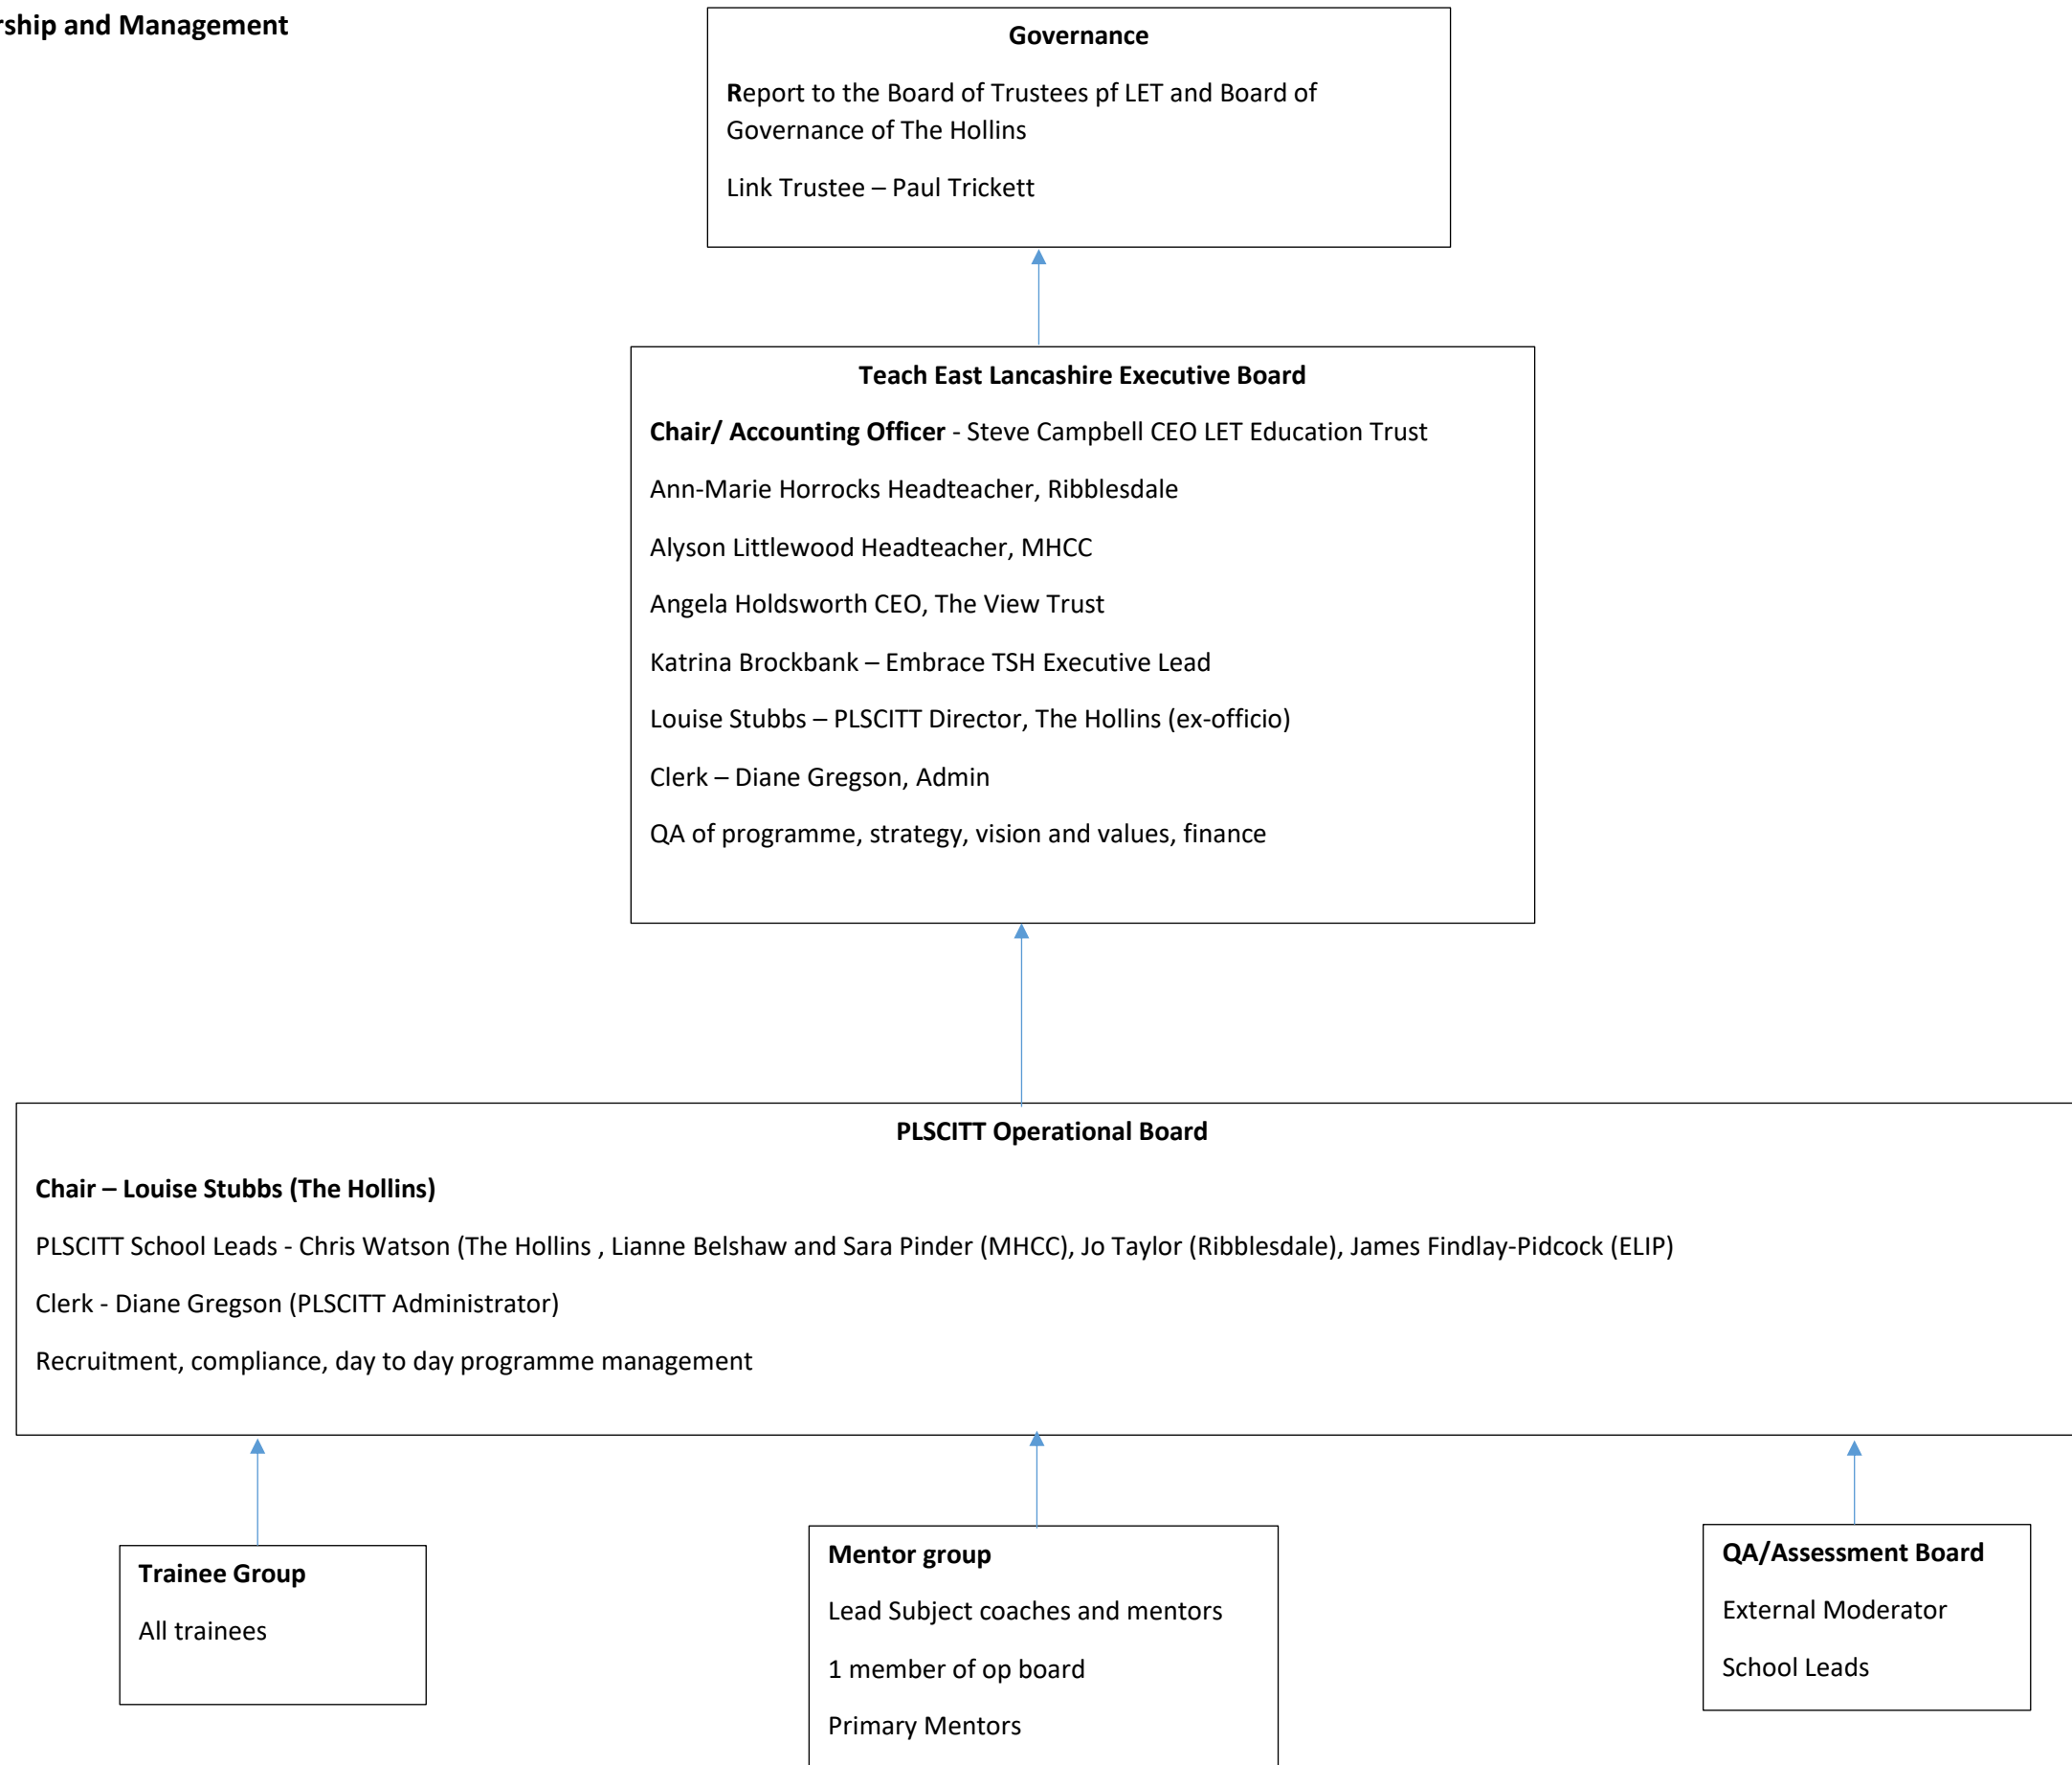 rship and Management
Governance
Report to the Board of Trustees pf LET and Board of
Governance of The Hollins
Link Trustee – Paul Trickett
Teach East Lancashire Executive Board
Chair/ Accounting Officer - Steve Campbell CEO LET Education Trust
Ann-Marie Horrocks Headteacher, Ribblesdale
Alyson Littlewood Headteacher, MHCC
Angela Holdsworth CEO, The View Trust
Katrina Brockbank – Embrace TSH Executive Lead
Louise Stubbs – PLSCITT Director, The Hollins (ex-officio)
Clerk – Diane Gregson, Admin
QA of programme, strategy, vision and values, finance
PLSCITT Operational Board
Chair – Louise Stubbs (The Hollins)
PLSCITT School Leads - Chris Watson (The Hollins , Lianne Belshaw and Sara Pinder (MHCC), Jo Taylor (Ribblesdale), James Findlay-Pidcock (ELIP)
Clerk - Diane Gregson (PLSCITT Administrator)
Recruitment, compliance, day to day programme management
Trainee Group
All trainees
Mentor group
Lead Subject coaches and mentors
1 member of op board
Primary Mentors
QA/Assessment Board
External Moderator
School Leads